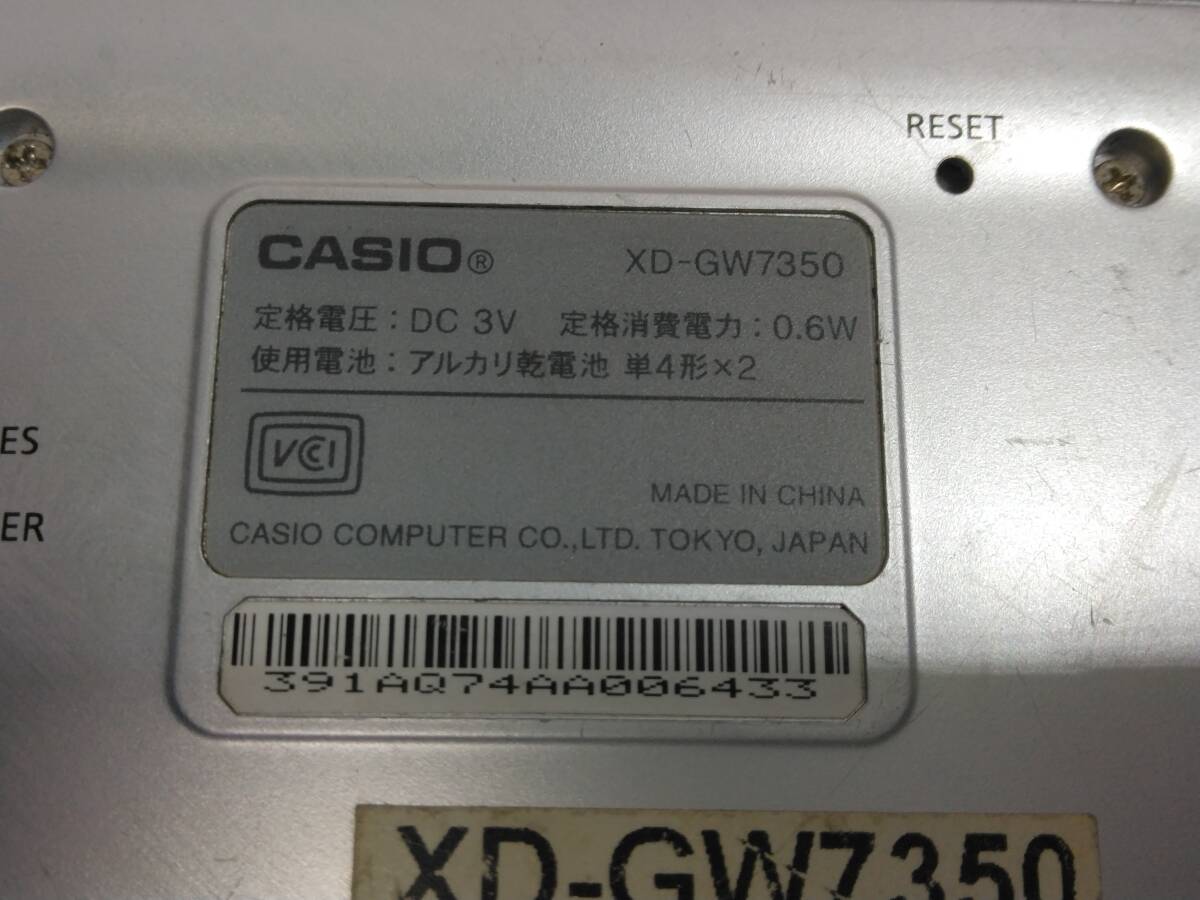 RESET
CASIO® XD-GW7350
定格電圧：DC 3V 定格消費電力：0.6W
使用電池：アルカリ乾電池 単4形×2
ES
VCCI
MADE IN CHINA
ER
CASIO COMPUTER CO.,LTD. TOKYO, JAPAN
391AQ74AA006433
XD-GW7350